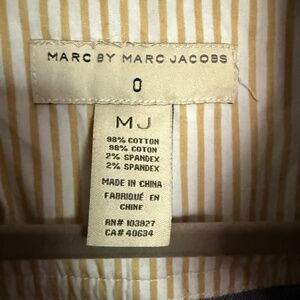 MARC BY MARC JACOBS
0
MJ
98% COTTON
98% COTON
2% SPANDEX
2% SPANDEX
MADE IN CHINA
FABRIQUÉ EN
CHINE
RN# 103927
CA# 40634